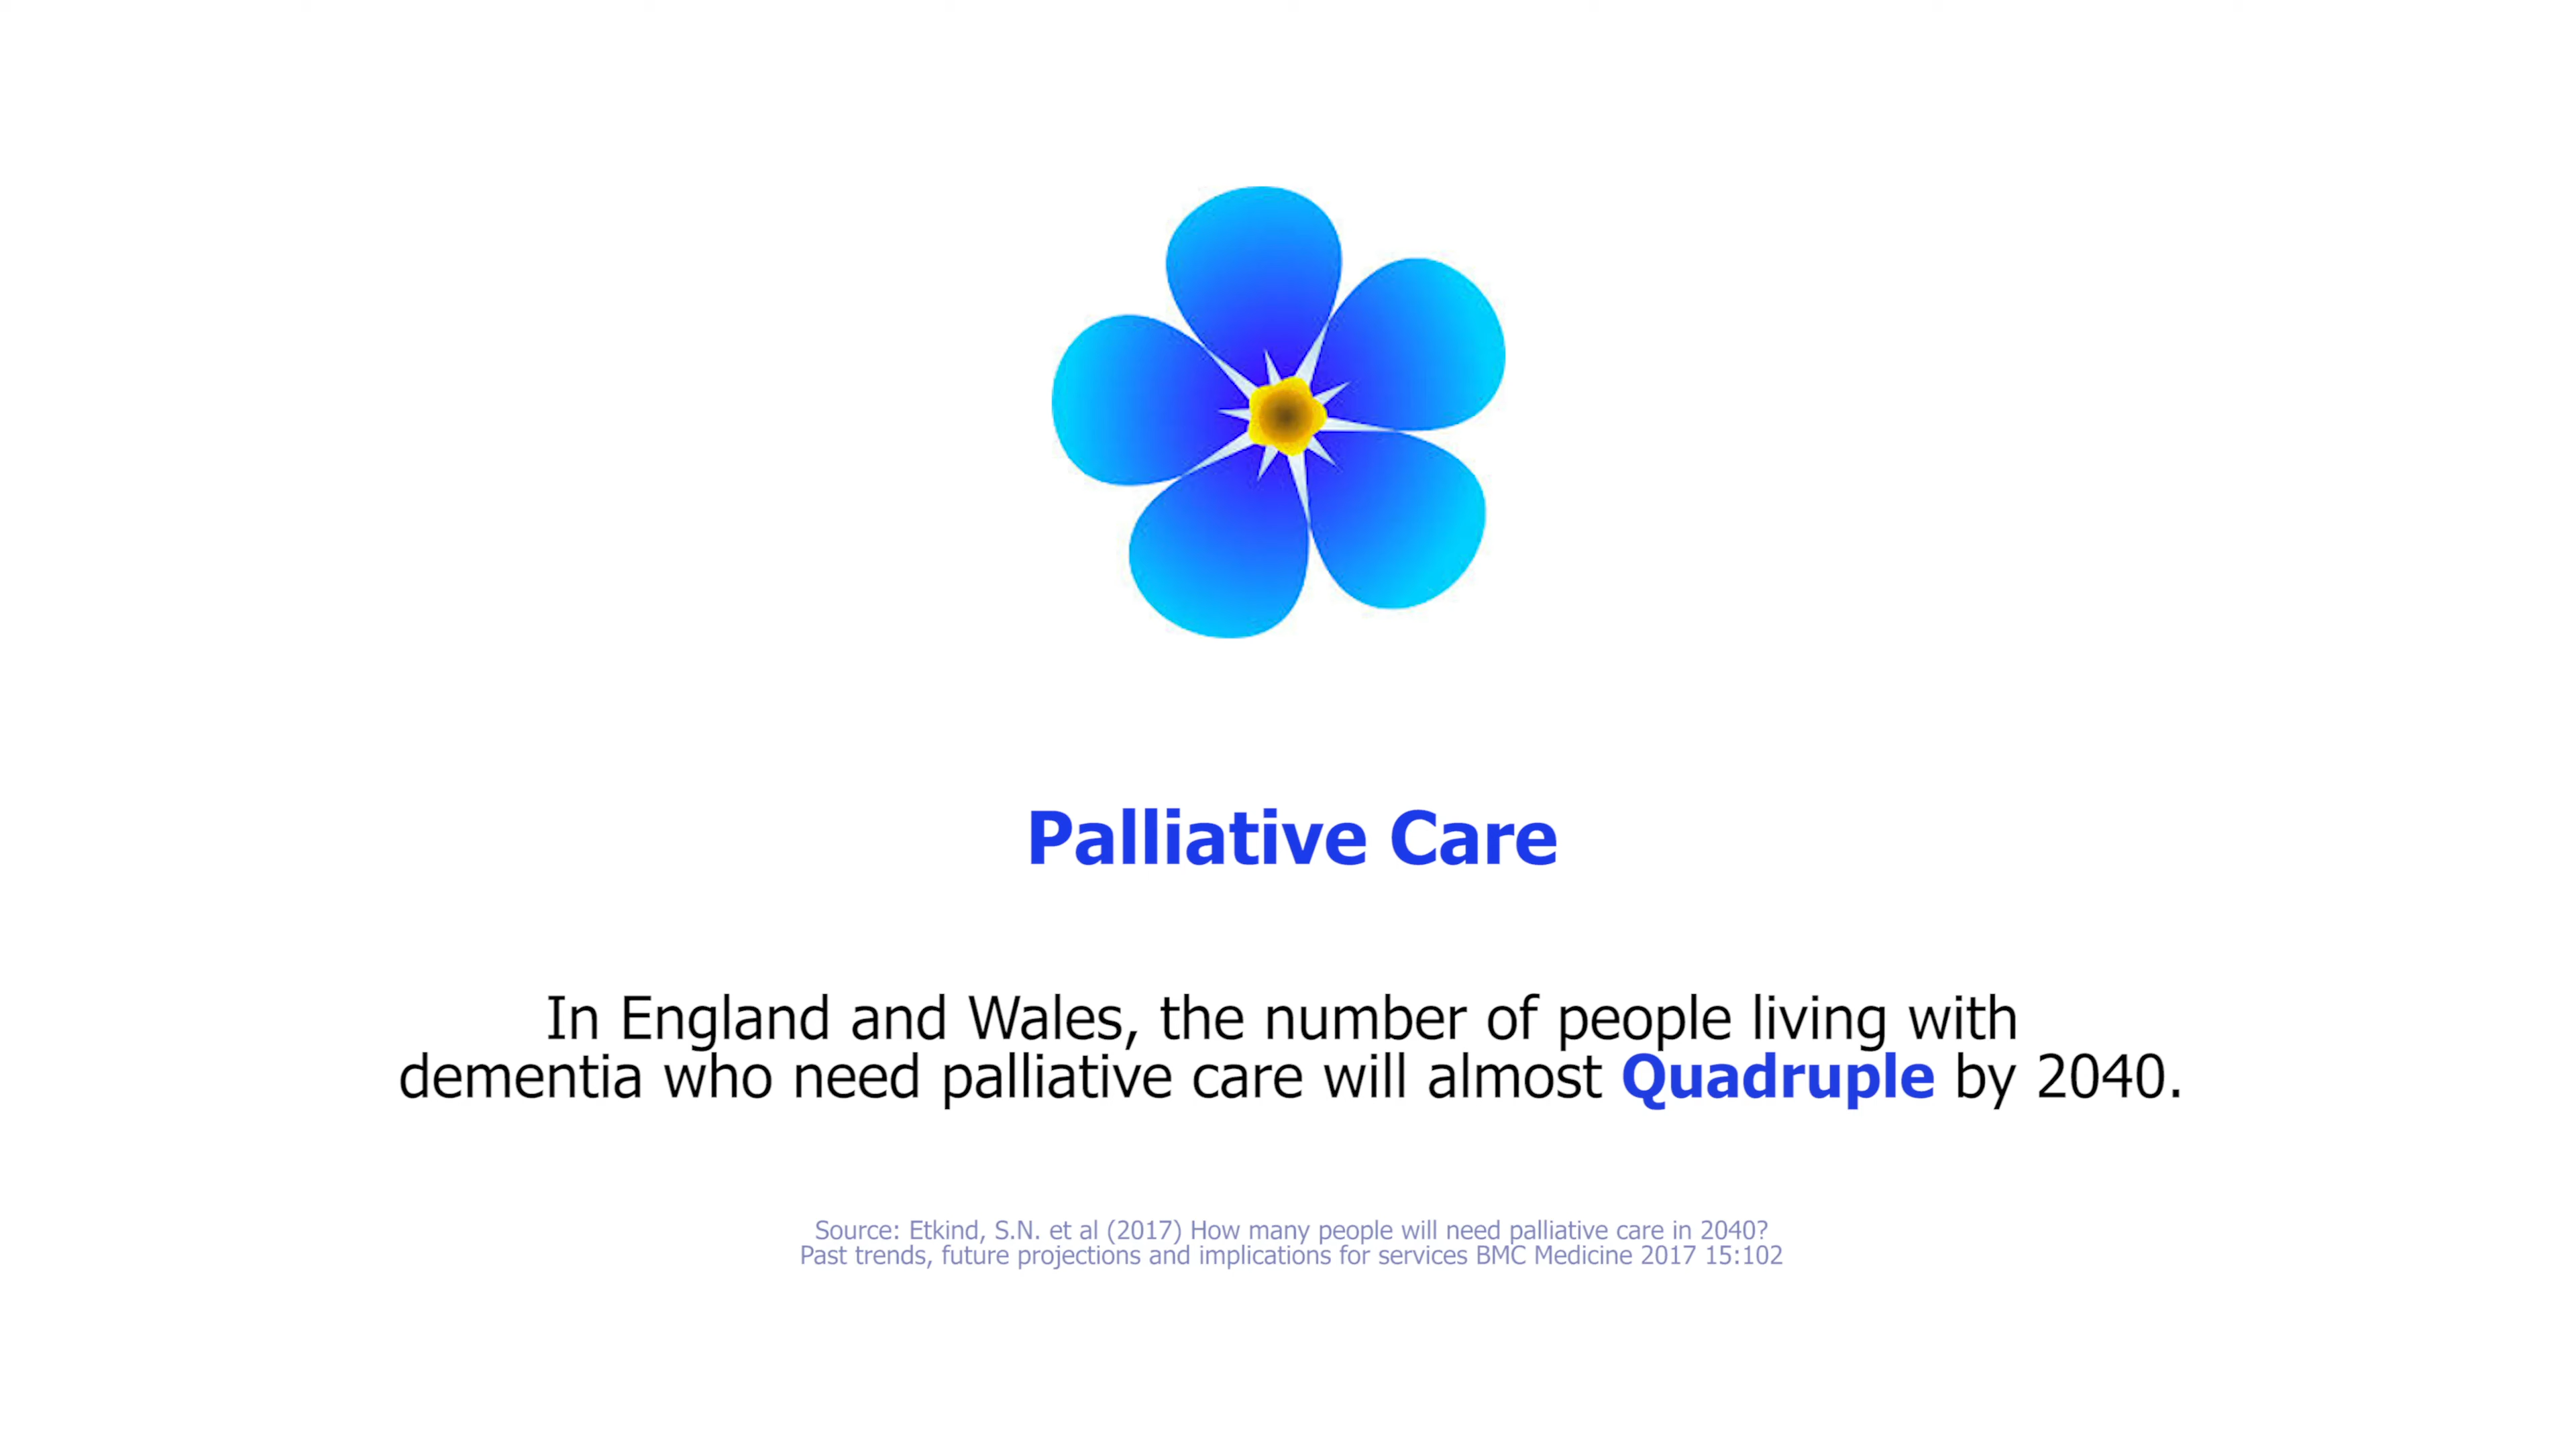 Palliative Care
In England and Wales, the number of people living with
dementia who need palliative care will almost Quadruple by 2040.
Source: Etkind, S.N. et al (2017) How many people will need palliative care in 2040?
Past trends, future projections and implications for services BMC Medicine 2017 15:102